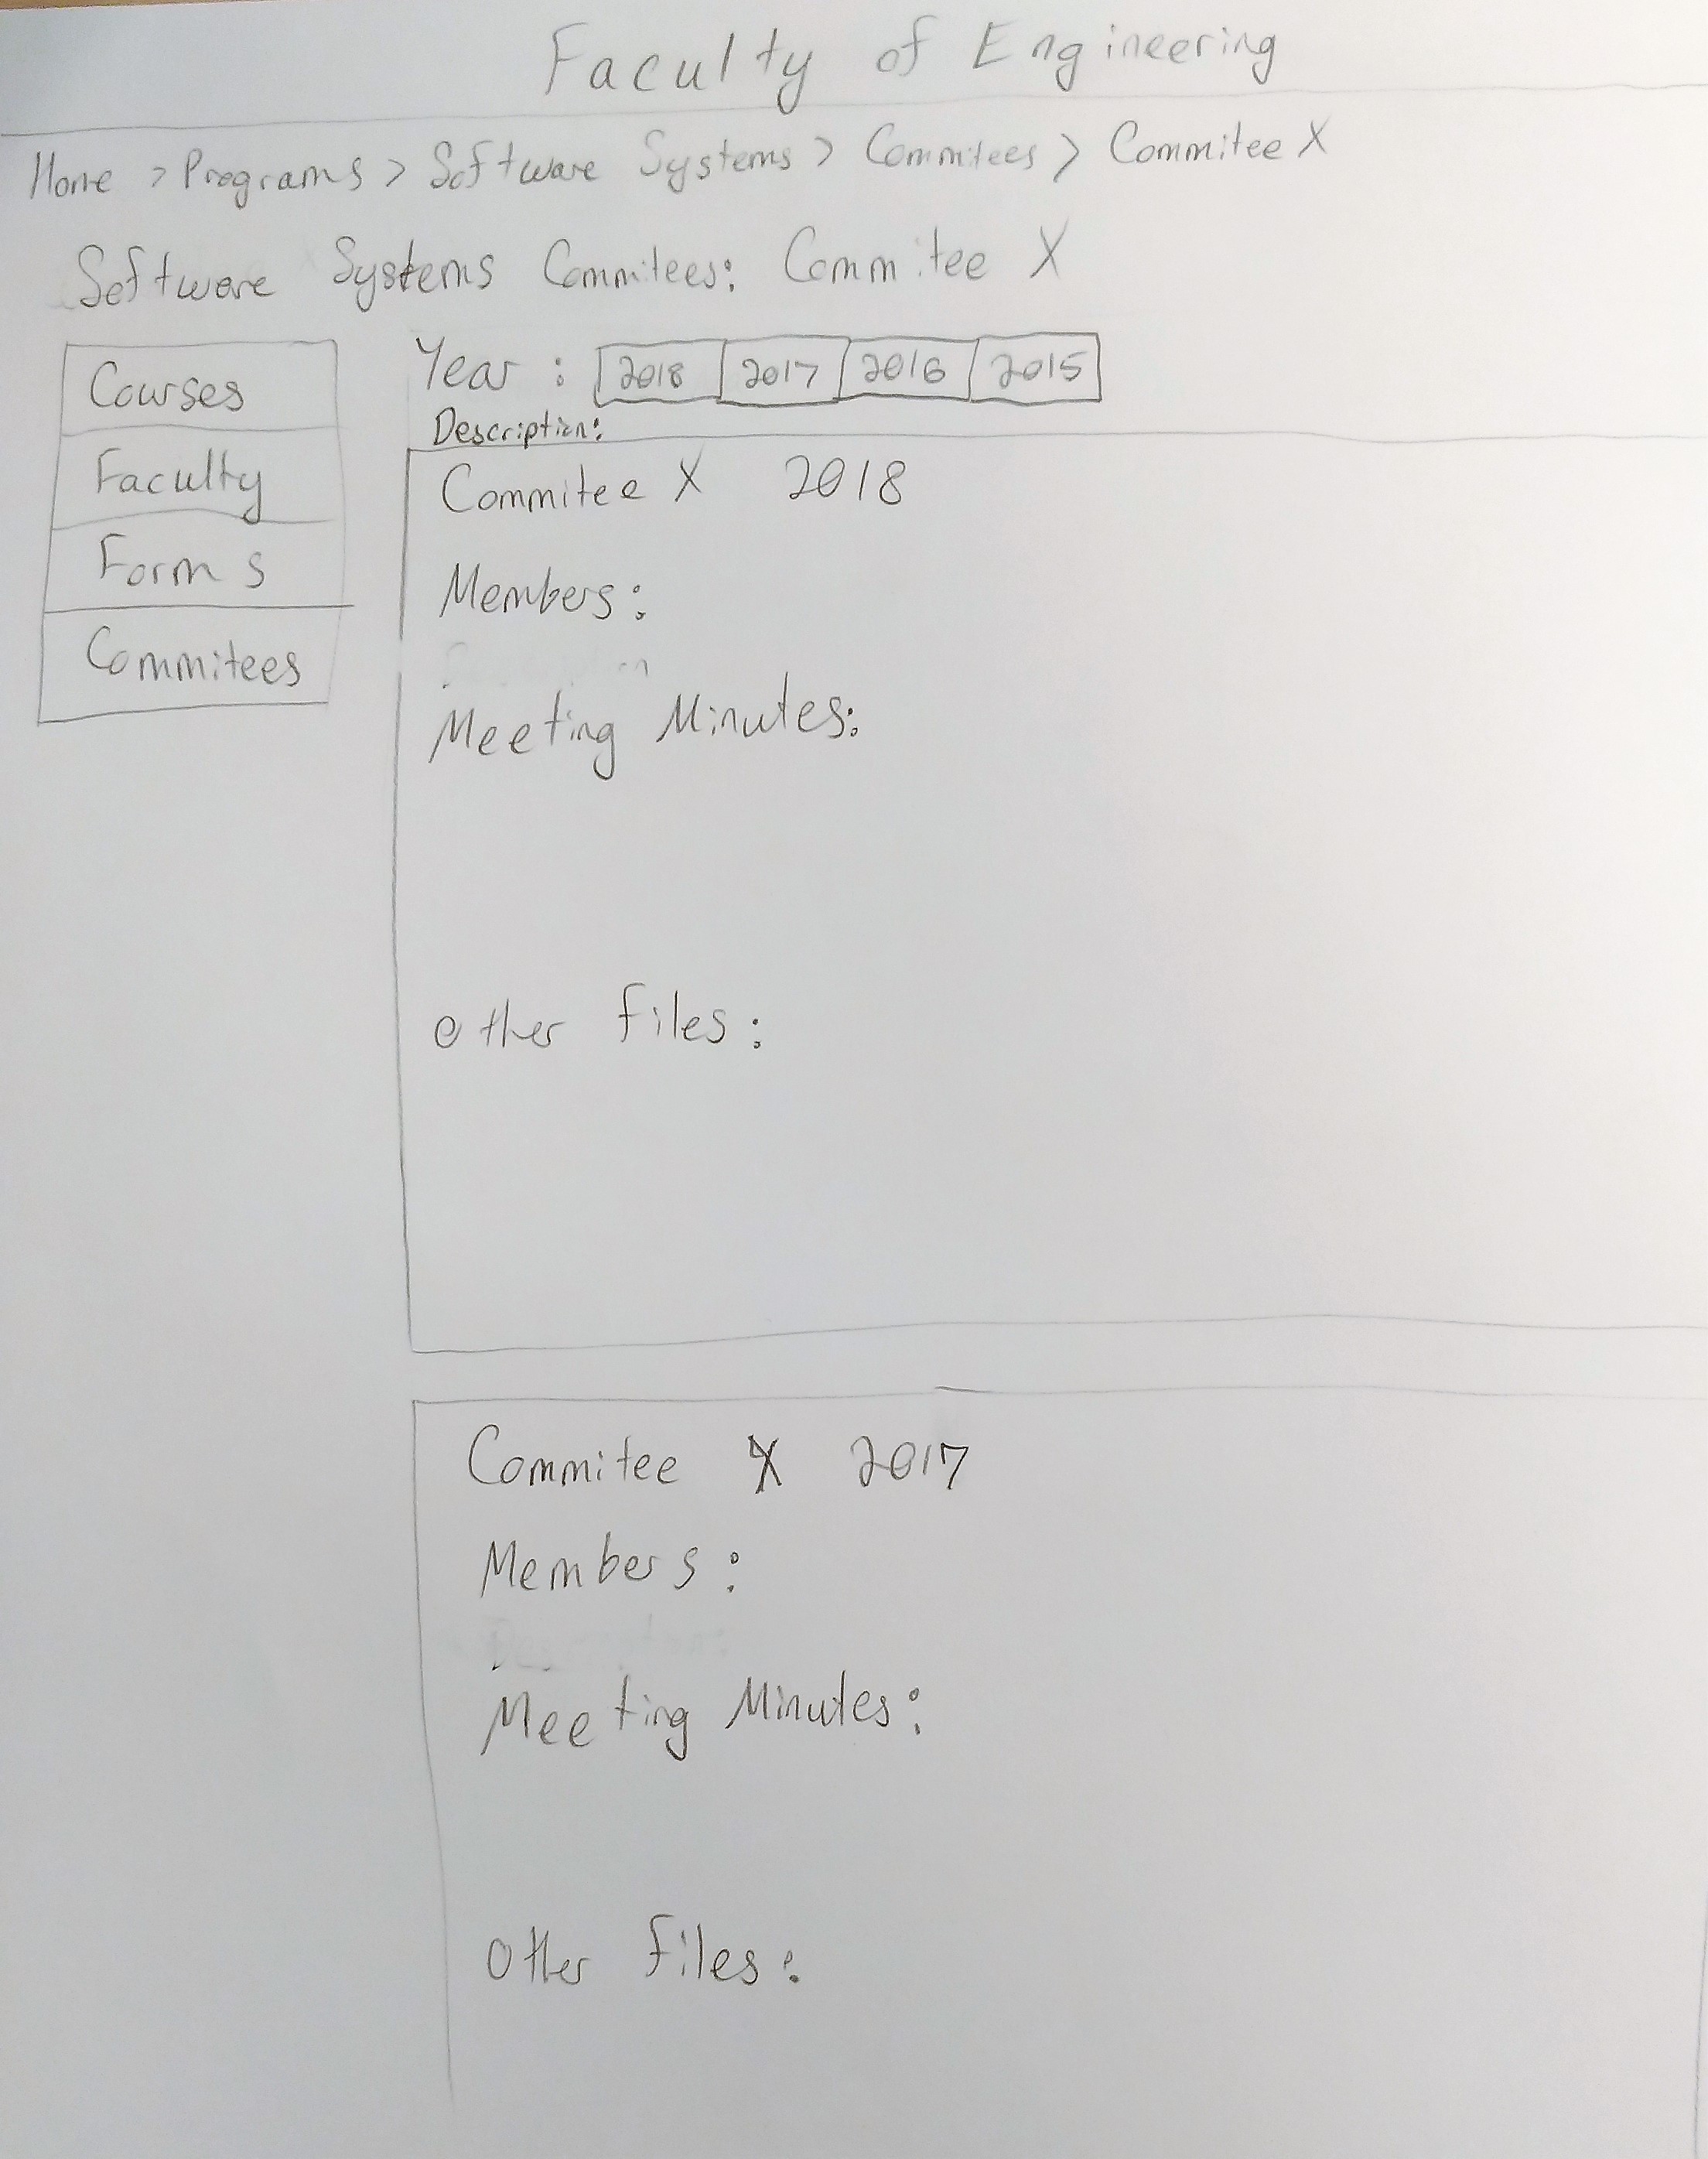 Faculty of Engineering
Home > Programs > Software Systems > Commitees > Commitee X
Software Systems Commitees: Commitee X
Courses
Faculty
Forms
Commitees
Year : 2018 2017 2016 2015
Description:
Commitee X 2018
Members:
Meeting Minutes:
Other files:
Commitee X 2017
Members:
Meeting Minutes:
Other files: